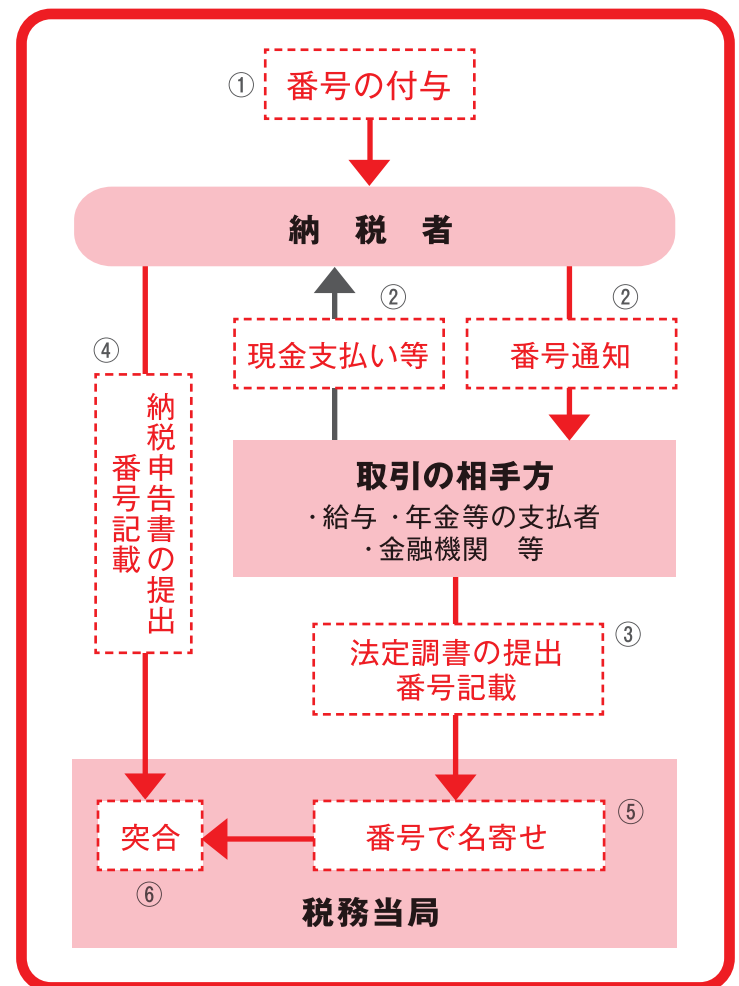 ① 番号の付与
納 税 者
②
②
④
現金支払い等
番号通知
納税申告書の提出
番号記載
取引の相手方
・給与 ・年金等の支払者
・金融機関 等
③
法定調書の提出
番号記載
⑤
突合
番号で名寄せ
⑥
税務当局